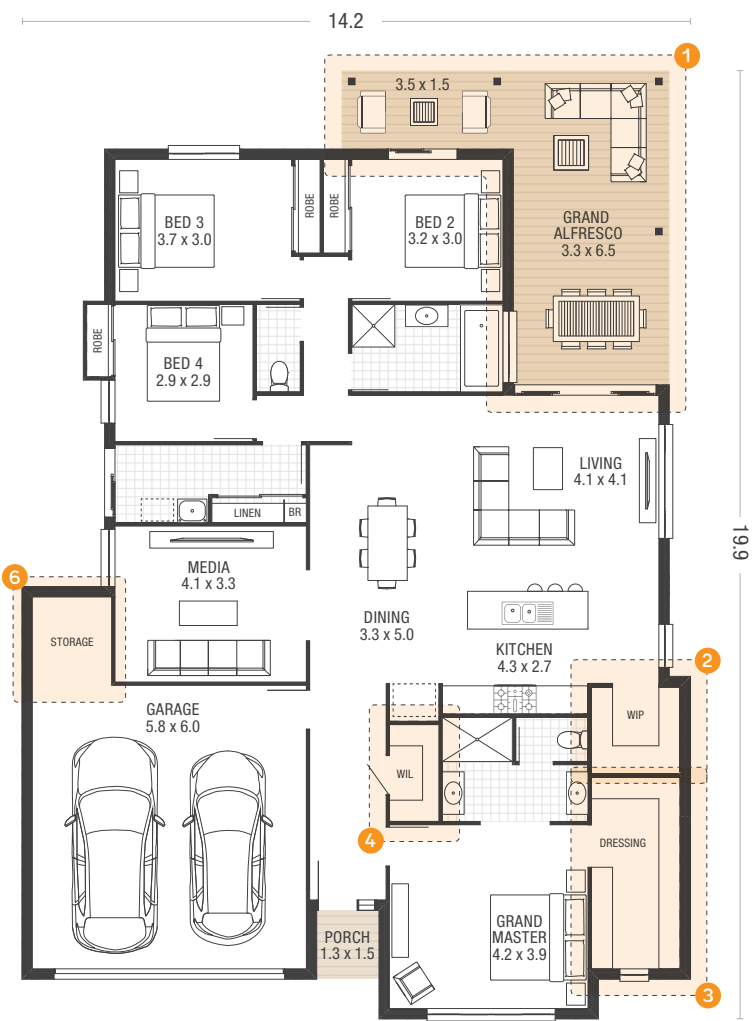 14.2
1
3.5 x 1.5
ROBE
ROBE
BED 3
3.7 x 3.0
BED 2
3.2 x 3.0
GRAND
ALFRESCO
3.3 x 6.5
ROBE
BED 4
2.9 x 2.9
LIVING
4.1 x 4.1
LINEN
BR
19.9
MEDIA
4.1 x 3.3
6
STORAGE
DINING
3.3 x 5.0
KITCHEN
4.3 x 2.7
2
GARAGE
5.8 x 6.0
WIP
WIL
4
DRESSING
GRAND
MASTER
4.2 x 3.9
PORCH
1.3 x 1.5
3